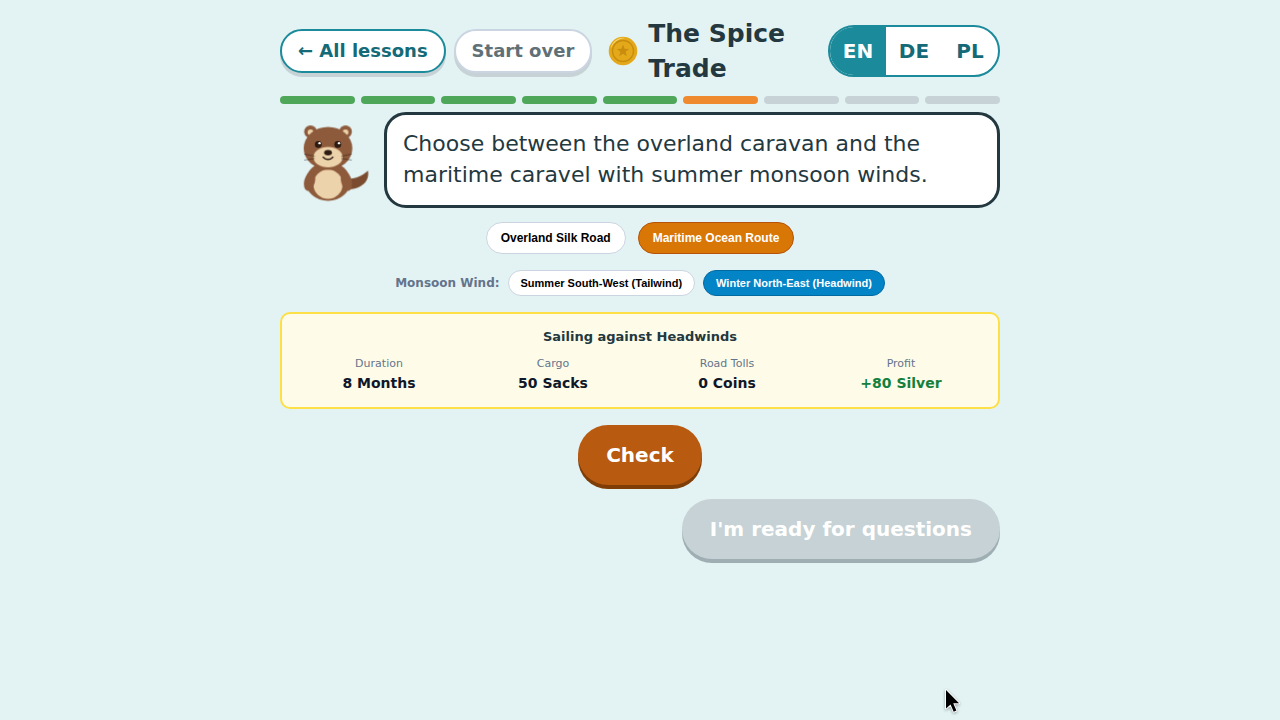 ← All lessons
Start over
The Spice
Trade
EN DE PL
Choose between the overland caravan and the
maritime caravel with summer monsoon winds.
Overland Silk Road
Maritime Ocean Route
Monsoon Wind:
Summer South-West (Tailwind)
Winter North-East (Headwind)
Sailing against Headwinds
Duration
8 Months
Cargo
50 Sacks
Road Tolls
0 Coins
Profit
+80 Silver
Check
I'm ready for questions